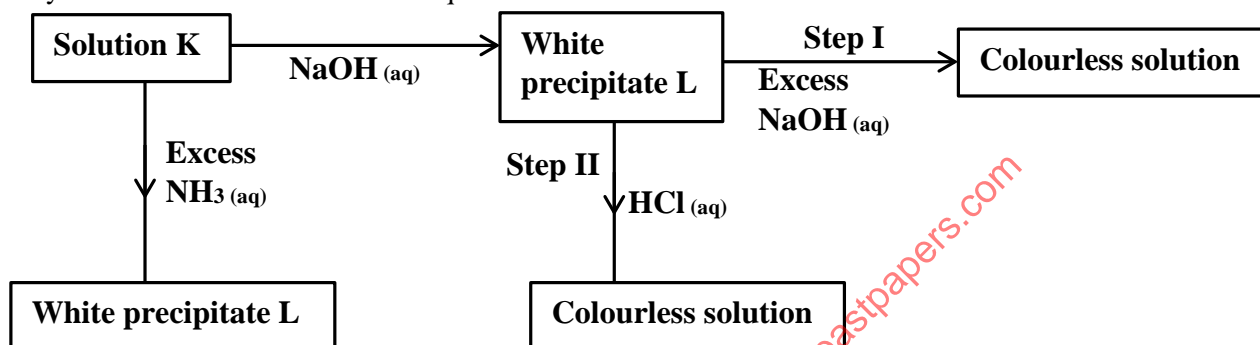 Solution K
NaOH (aq)
White
precipitate L
Step I
Excess
NaOH (aq)
Colourless solution
Excess
NH3 (aq)
Step II
HCl (aq)
White precipitate L
Colourless solution